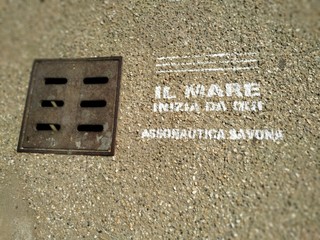 IL MARE
INIZIA DA QUI
ASSONAUTICA SAVONA